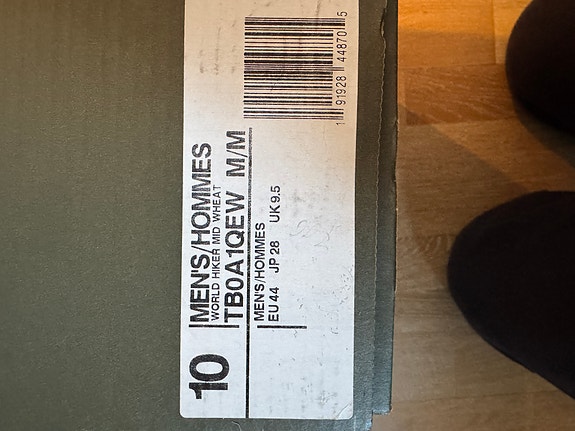 10
MEN'S/HOMMES
WORLD HIKER MID WHEAT
TB0A1QEW M/M
MEN'S/HOMMES
EU 44 JP 28 UK 9.5
1 91928 44870 5